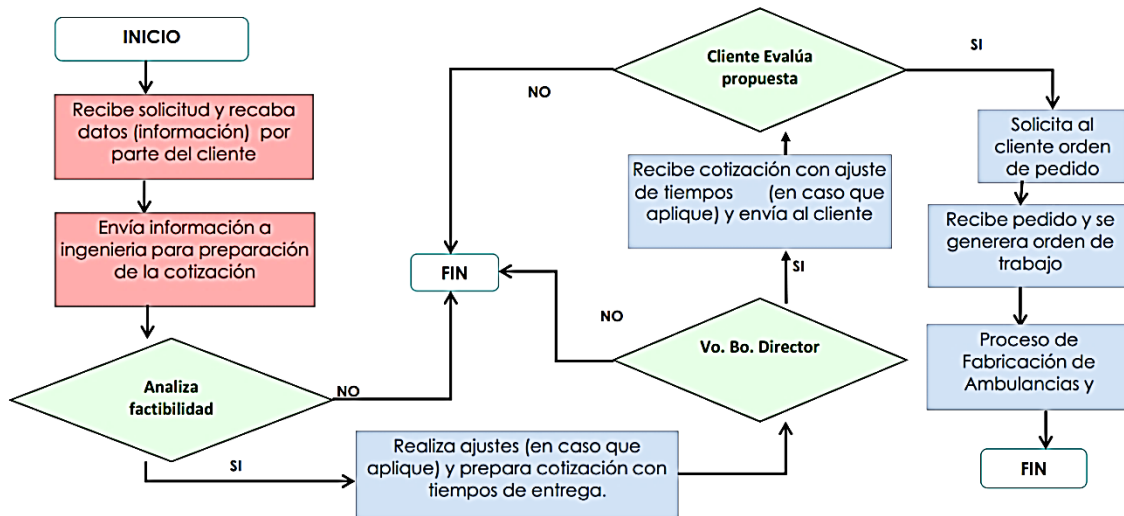 INICIO
Recibe solicitud y recaba
datos (información)  por
parte del cliente
Envía información a
ingenieria para preparación
de la cotización
Analiza
factibilidad
NO
SI
Realiza ajustes (en caso que
aplique) y prepara cotización con
tiempos de entrega.
Vo. Bo. Director
NO
FIN
SI
Recibe cotización con ajuste
de tiempos (en caso que
aplique) y envía al cliente
Cliente Evalúa
propuesta
NO
SI
Solicita al
cliente orden
de pedido
Recibe pedido y se
generera orden de
trabajo
Proceso de
Fabricación de
Ambulancias y
FIN